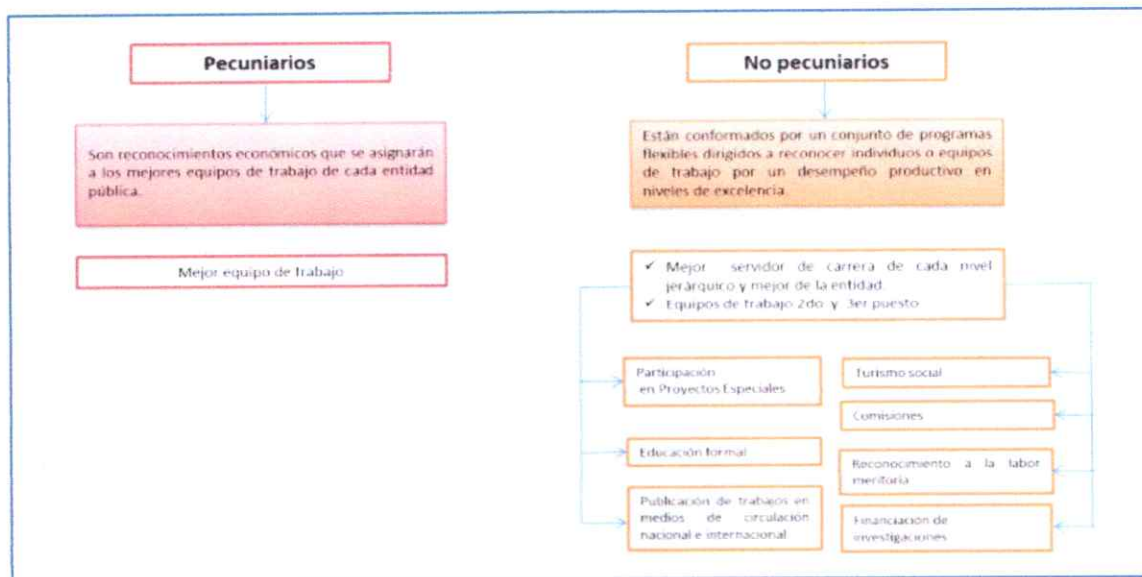 Pecuniarios
Son reconocimientos económicos que se asignarán
a los mejores equipos de trabajo de cada entidad
pública.
Mejor equipo de trabajo
No pecuniarios
Están conformados por un conjunto de programas
flexibles dirigidos a reconocer individuos o equipos
de trabajo por un desempeño productivo en
niveles de excelencia.
✓ Mejor servidor de carrera de cada nivel
jerárquico y mejor de la entidad.
✓ Equipos de trabajo 2do y 3er puesto
Participación
en Proyectos Especiales
Educación formal
Publicación de trabajos en
medios de circulación
nacional e internacional
Turismo social
Comisiones
Reconocimiento a la labor
meritoria
Financiación de
investigaciones